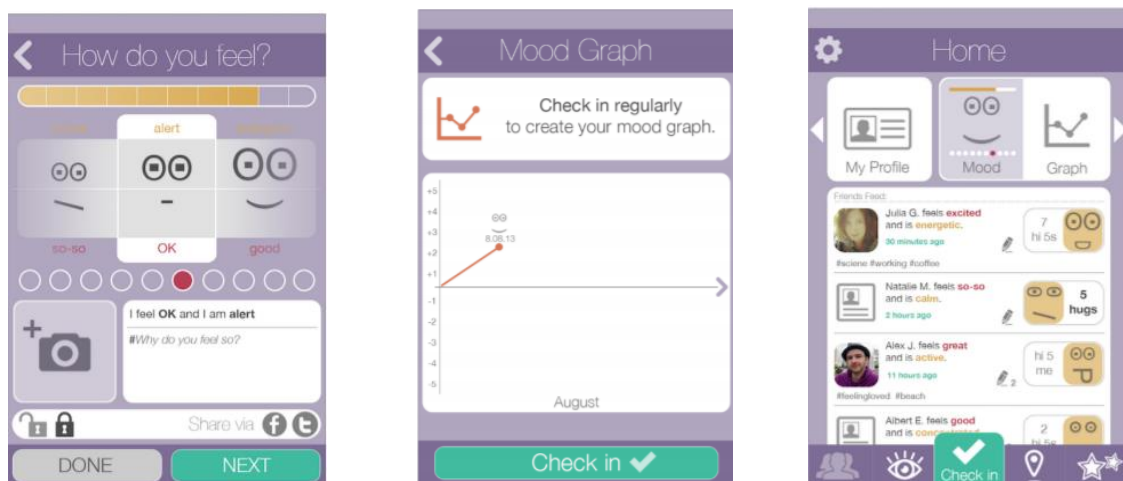 How do you feel?
alert
so-so
OK
good
I feel OK and I am alert
#Why do you feel so?
Share via
DONE
NEXT
Mood Graph
Check in regularly
to create your mood graph.
+5
+4
+3
+2
+1
-1
-2
-3
-4
-5
8.08.13
August
Check in
Home
My Profile
Mood
Graph
Friends Feed:
Julia G. feels excited
and is energetic.
30 minutes ago
7
hi 5s
#sciene #working #coffee
Natalie M. feels so-so
and is calm.
2 hours ago
5
hugs
Alex J. feels great
and is active.
11 hours ago
2
hi 5
me
#feelingloved #beach
Albert E. feels good
and is
2
hi 5s
Check in